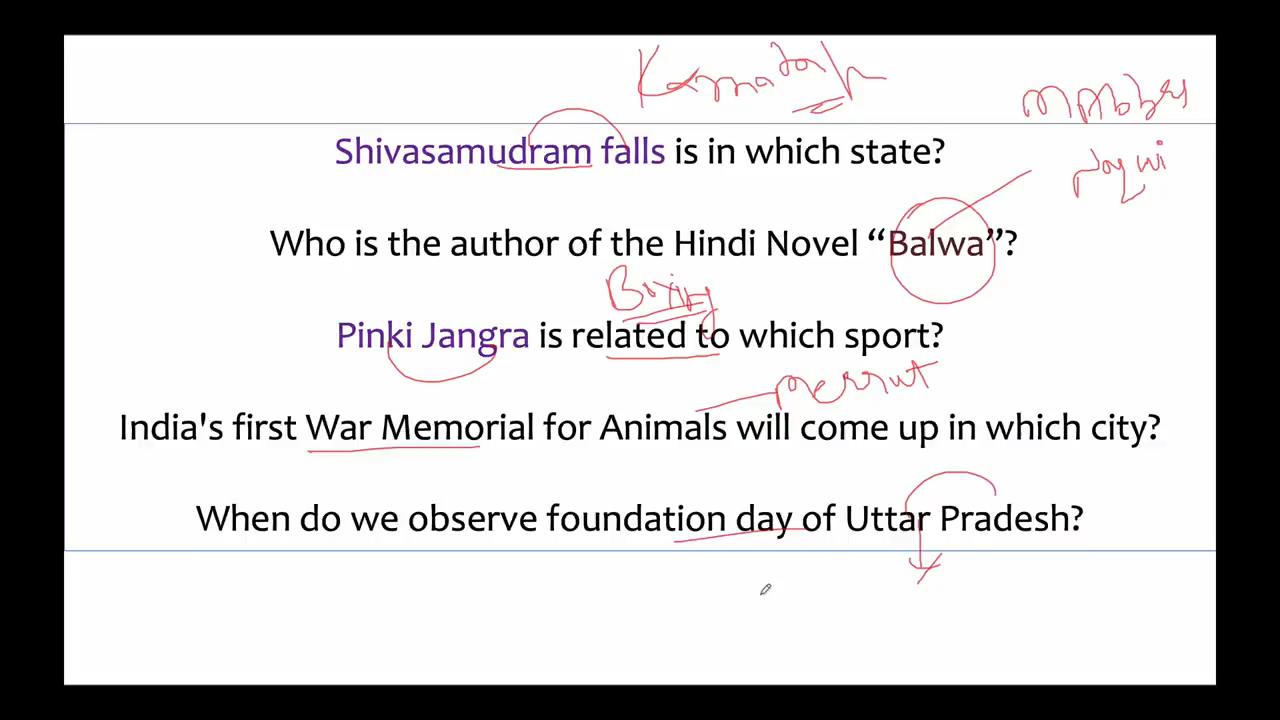 Shivasamudram falls is in which state?
Who is the author of the Hindi Novel “Balwa”?
Boxing
Pinki Jangra is related to which sport?
India's first War Memorial for Animals will come up in which city?
When do we observe foundation day of Uttar Pradesh?